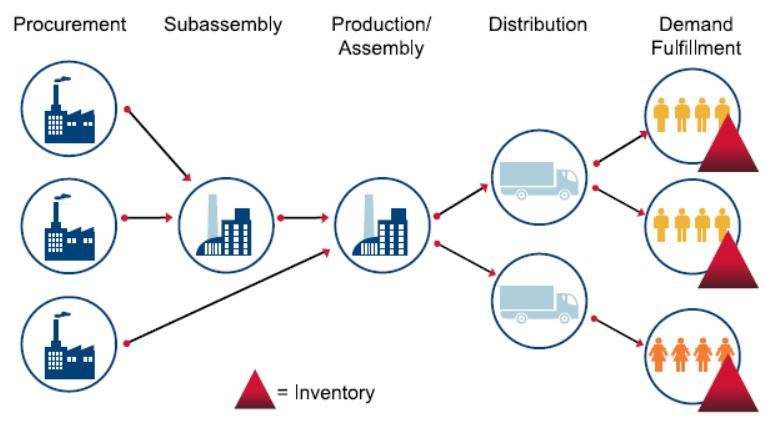 Procurement
Subassembly
Production/
Assembly
Distribution
Demand
Fulfillment
= Inventory